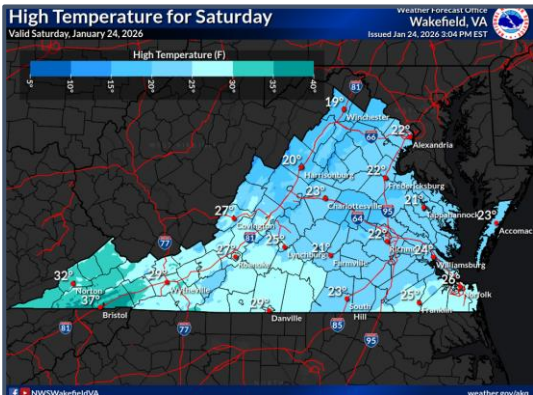 High Temperature for Saturday
Valid Saturday, January 24, 2026
Weather Forecast Office
Wakefield, VA
Issued Jan 24, 2026 3:04 PM EST
High Temperature (F)
5° 10° 15° 20° 25° 30° 35° 40°
81
19°
Winchester
66
22°
Alexandria
20°
Harrisonburg
22°
Fredericksburg
23°
Charlottesville
21°
Tappahannock
23°
Accomac
27°
Covington
64
95
77
81
25°
Lynchburg
21°
Farmville
22°
24°
Williamsburg
27°
Roanoke
32°
Norton
29°
Wytheville
26°
Norfolk
37°
Bristol
29°
Danville
23°
South
Hill
25°
Franklin
81
77
85
95
NWSWakefieldVA
weather.gov/akq